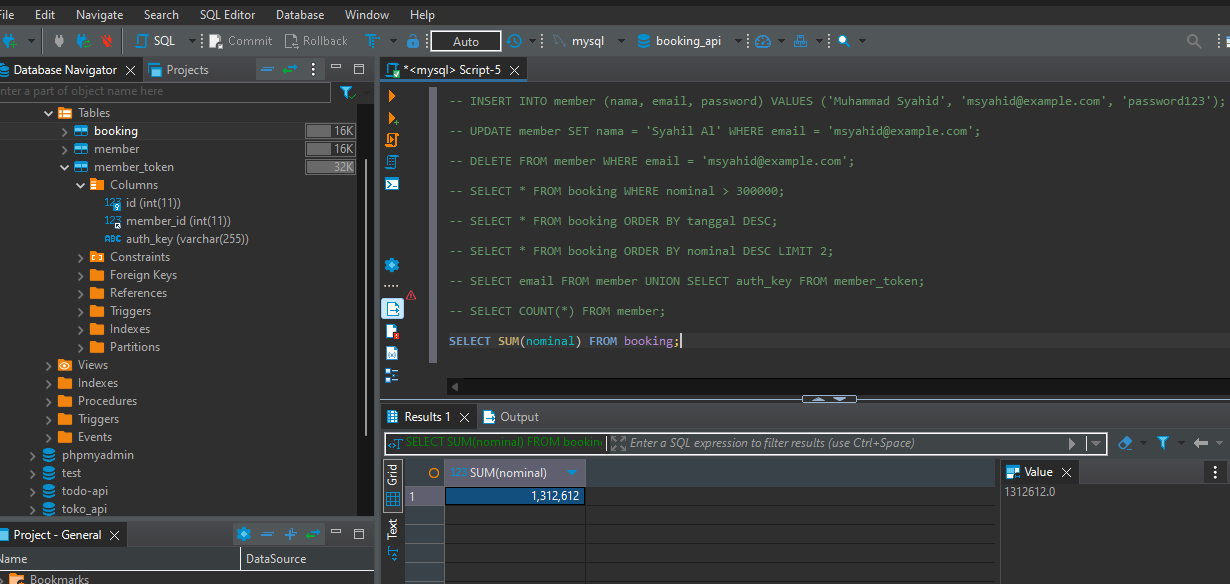 File Edit Navigate Search SQL Editor Database Window Help
SQL Commit Rollback T Auto mysql booking_api
Database Navigator Projects
enter a part of object name here
Tables
booking 16K
member 16K
member_token 32K
Columns
id (int(11))
member_id (int(11))
auth_key (varchar(255))
Constraints
Foreign Keys
References
Triggers
Indexes
Partitions
Views
Indexes
Procedures
Triggers
Events
phpmyadmin
test
todo-api
toko_api
Project - General
Name DataSource
Bookmarks
*<mysql> Script-5
-- INSERT INTO member (nama, email, password) VALUES ('Muhammad Syahid', 'msyahid@example.com', 'password123');
-- UPDATE member SET nama = 'Syahil Al' WHERE email = 'msyahid@example.com';
-- DELETE FROM member WHERE email = 'msyahid@example.com';
-- SELECT * FROM booking WHERE nominal > 300000;
-- SELECT * FROM booking ORDER BY tanggal DESC;
-- SELECT * FROM booking ORDER BY nominal DESC LIMIT 2;
-- SELECT email FROM member UNION SELECT auth_key FROM member_token;
-- SELECT COUNT(*) FROM member;
SELECT SUM(nominal) FROM booking;
Results 1 Output
SELECT SUM(nominal) FROM bookin Enter a SQL expression to filter results (use Ctrl+Space)
Grid
Text
123 SUM(nominal)
1 1,312,612
Value
1312612.0